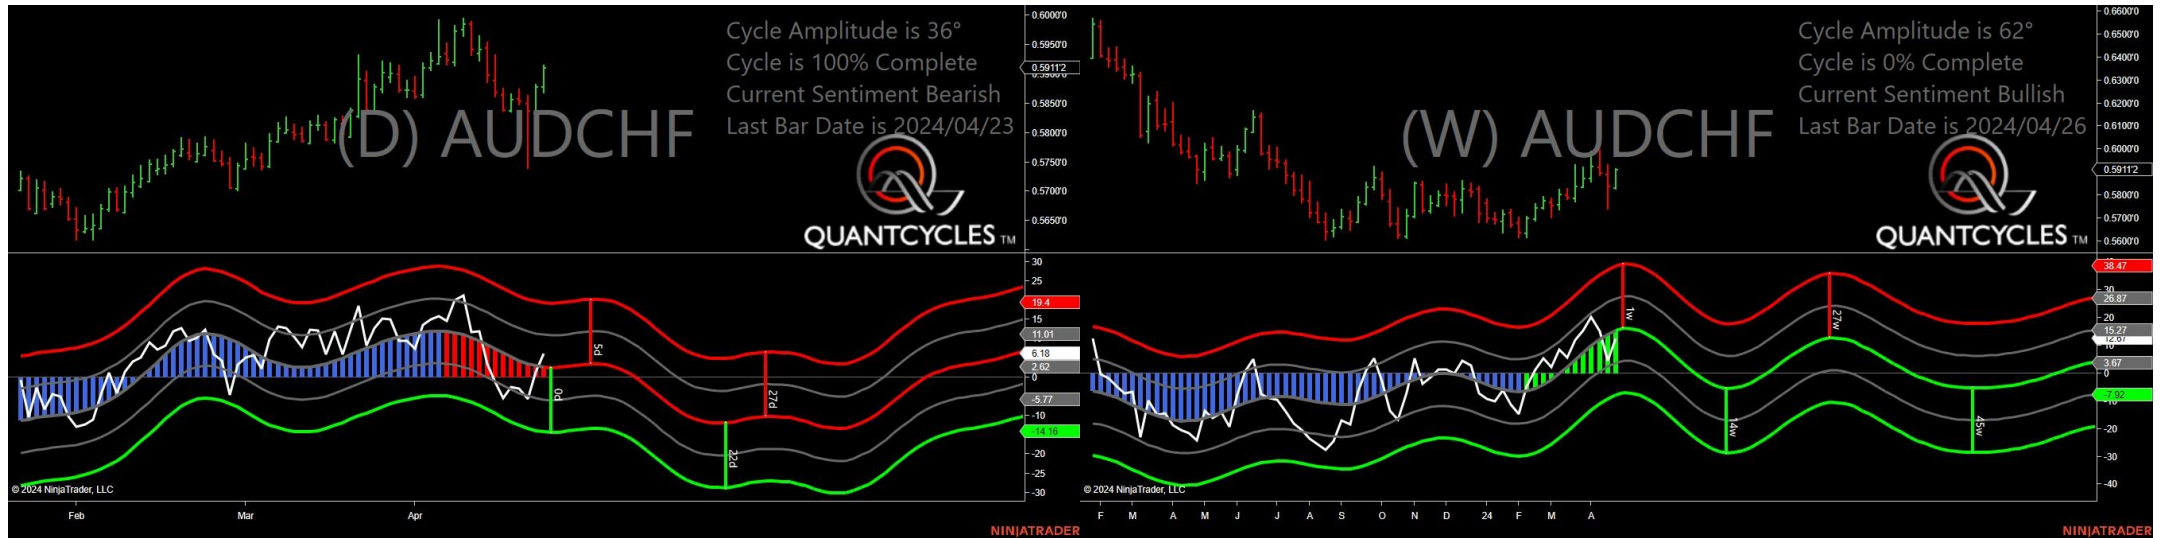 Cycle Amplitude is 36°
Cycle is 100% Complete
Current Sentiment Bearish
Last Bar Date is 2024/04/23
(D) AUDCHF
QUANTCYCLES TM
0.6000'0
0.5950'0
0.5911'2
0.5850'0
0.5800'0
0.5750'0
0.5700'0
0.5650'0
30
25
19.4
15
11.01
6.18
2.62
0
-5.77
-10
-14.16
-20
-25
-30
5d
0d
27d
22d
© 2024 NinjaTrader, LLC
Feb Mar Apr
NINJATRADER
Cycle Amplitude is 62°
Cycle is 0% Complete
Current Sentiment Bullish
Last Bar Date is 2024/04/26
(W) AUDCHF
QUANTCYCLES TM
0.6600'0
0.6500'0
0.6400'0
0.6300'0
0.6200'0
0.6100'0
0.6000'0
0.5911'2
0.5800'0
0.5700'0
0.5600'0
38.47
30
26.87
20
15.27
12.67
10
3.67
0
-7.92
-10
-20
-30
-40
1w
27w
14w
45w
© 2024 NinjaTrader, LLC
F M A M J J A S O N D 24 F M A
NINJATRADER